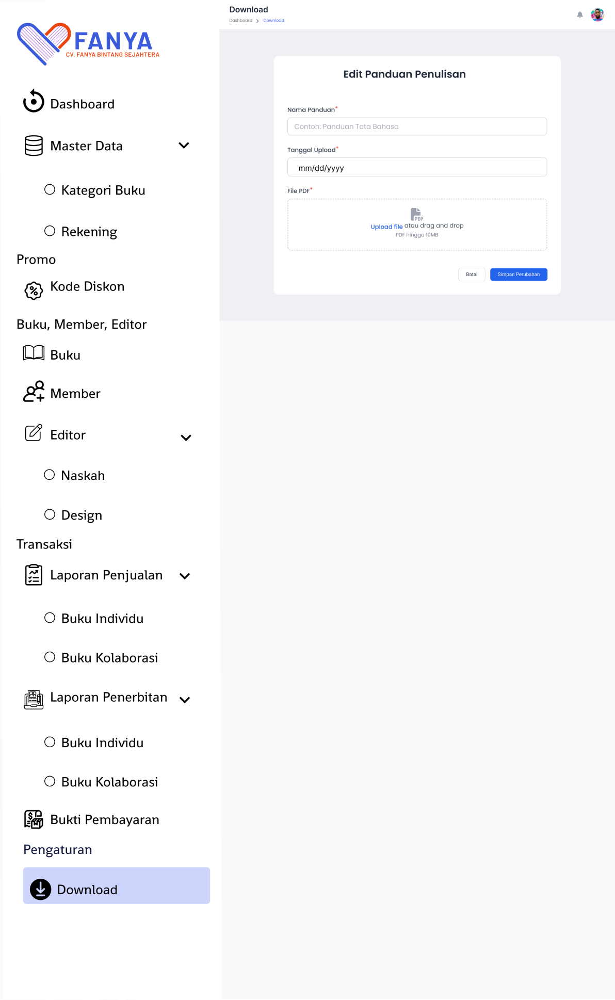 FANYA
CV. FANYA BINTANG SEJAHTERA
Dashboard
Master Data
Kategori Buku
Rekening
Promo
Kode Diskon
Buku, Member, Editor
Buku
Member
Editor
Naskah
Design
Transaksi
Laporan Penjualan
Buku Individu
Buku Kolaborasi
Laporan Penerbitan
Buku Individu
Buku Kolaborasi
Bukti Pembayaran
Pengaturan
Download
Download
Dashboard > Download
Edit Panduan Penulisan
Nama Panduan*
Contoh: Panduan Tata Bahasa
Tanggal Upload*
mm/dd/yyyy
File PDF*
PDF
Upload file atau drag and drop
PDF hingga 10MB
Batal
Simpan Perubahan